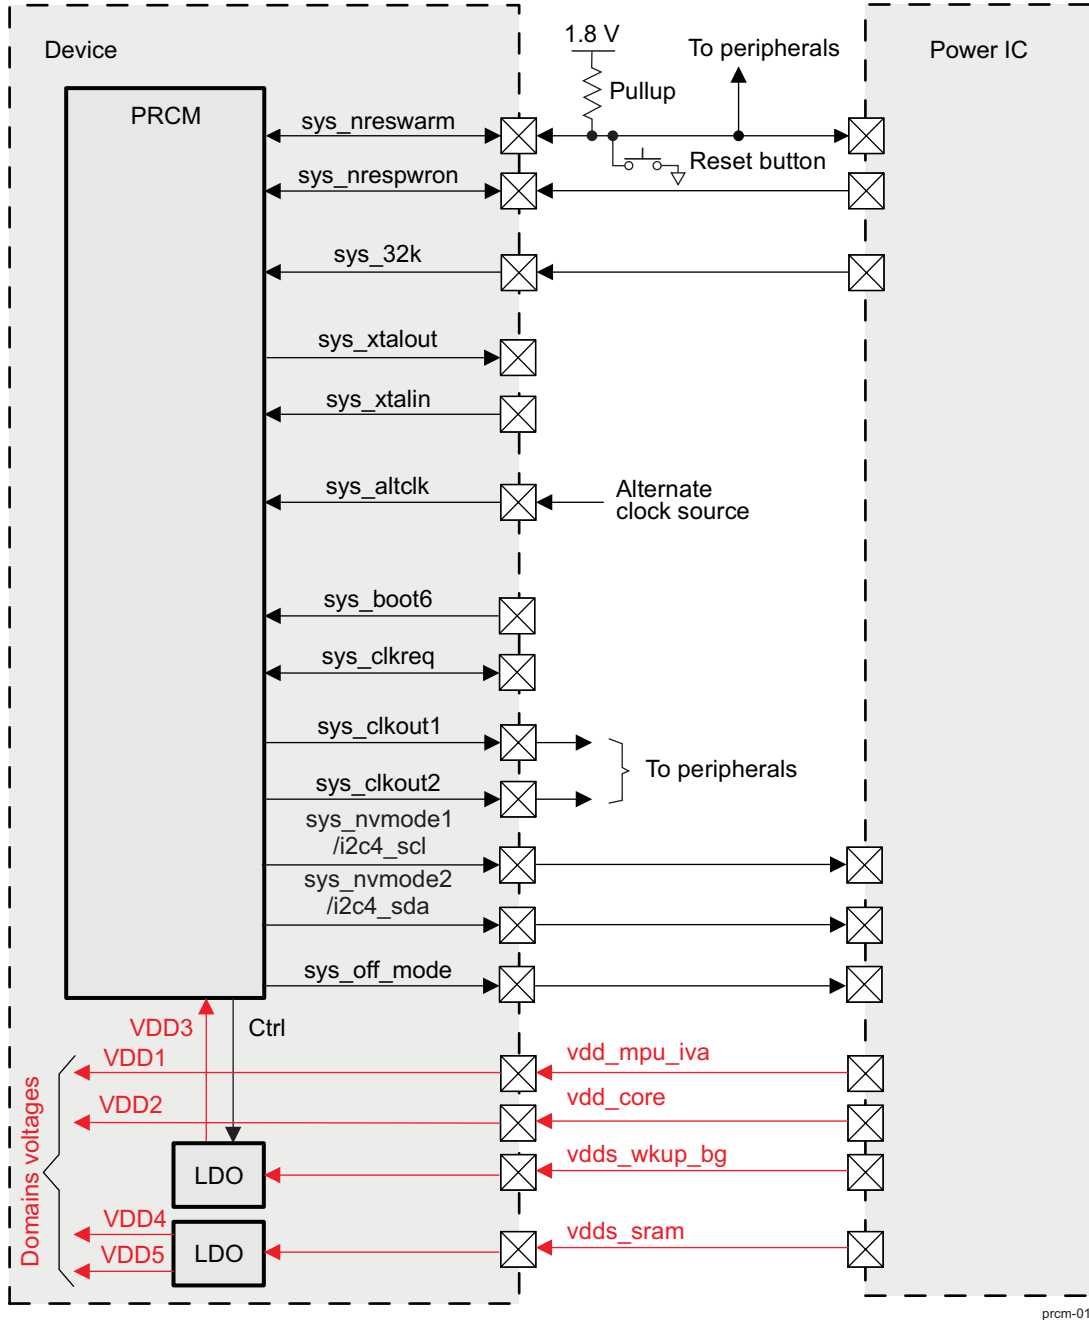 Device
1.8 V
To peripherals
Power IC
PRCM
Pullup
sys_nreswarm
Reset button
sys_nrespwron
sys_32k
sys_xtalout
sys_xtalin
sys_altclk
Alternate
clock source
sys_boot6
sys_clkreq
sys_clkout1
To peripherals
sys_clkout2
sys_nvmode1
/i2c4_scl
sys_nvmode2
/i2c4_sda
sys_off_mode
VDD3
Ctrl
VDD1
vdd_mpu_iva
VDD2
vdd_core
Domains voltages
LDO
vdds_wkup_bg
VDD4
VDD5
LDO
vdds_sram
prcm-01